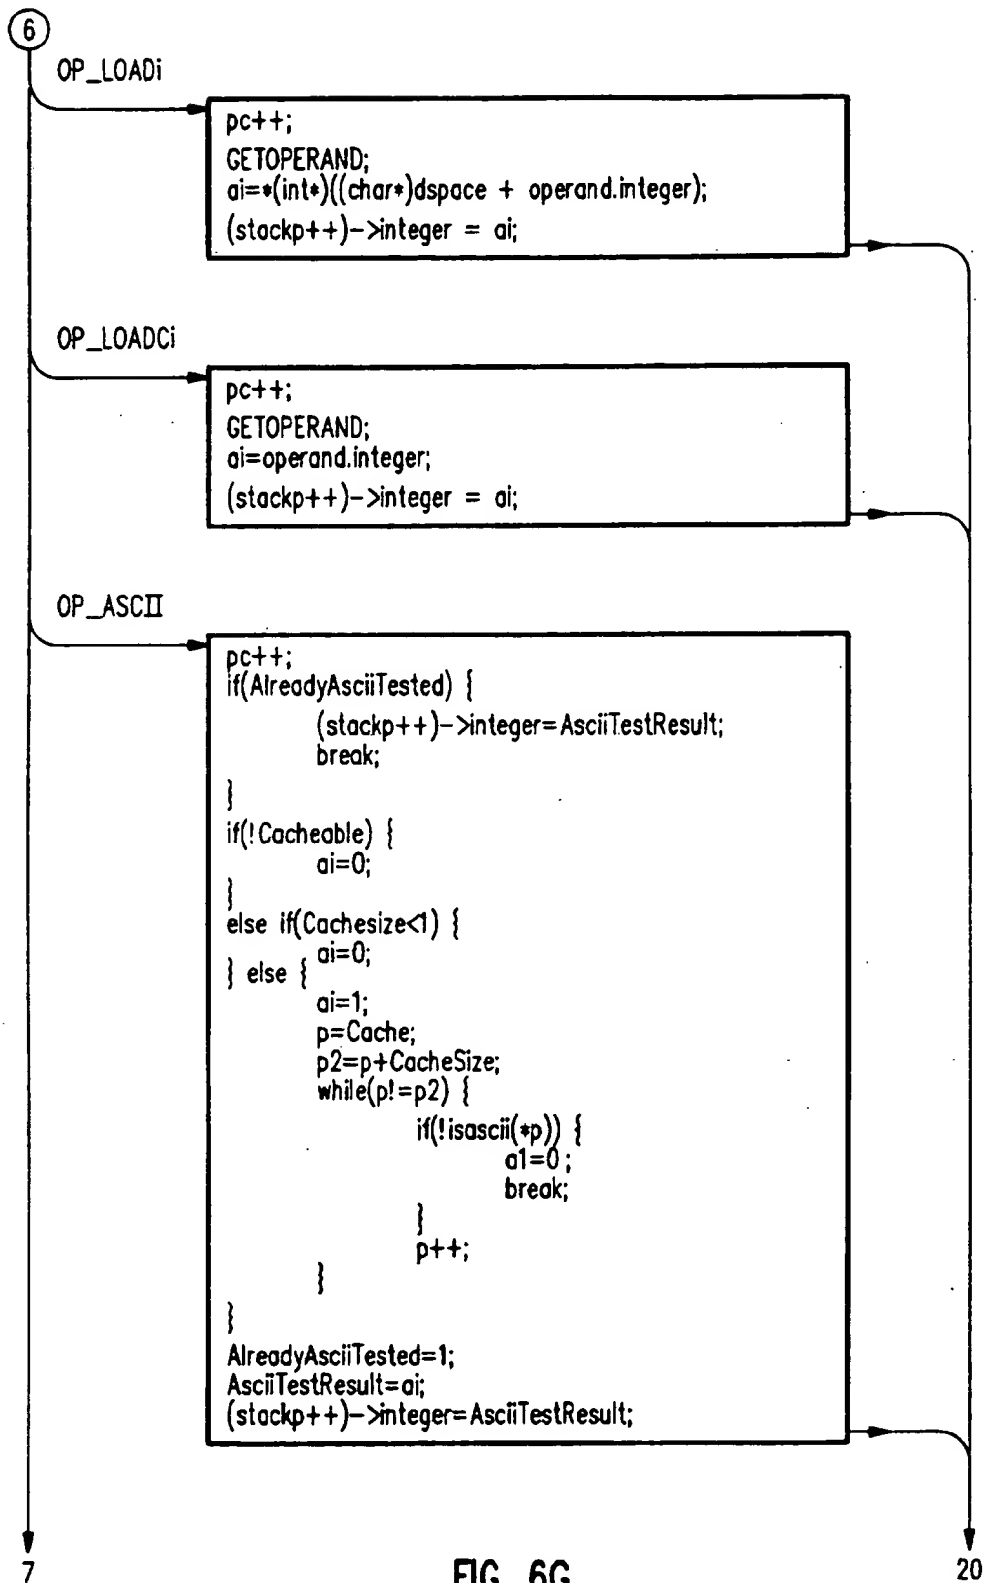 6
OP_LOADi
pc++;
GETOPERAND;
ai=*(int*)((char*)dspace + operand.integer);
(stackp++)->integer = ai;
OP_LOADCi
pc++;
GETOPERAND;
ai=operand.integer;
(stackp++)->integer = ai;
OP_ASCII
pc++;
if(AlreadyAsciiTested) {
(stackp++)->integer=AsciiTestResult;
break;
}
if(!Cacheable) {
ai=0;
}
else if(Cachesize<1) {
ai=0;
} else {
ai=1;
p=Cache;
p2=p+CacheSize;
while(p!=p2) {
if(!isascii(*p)) {
a1=0;
break;
}
p++;
}
}
AlreadyAsciiTested=1;
AsciiTestResult=ai;
(stackp++)->integer=AsciiTestResult;
7
20
FIG. 6G